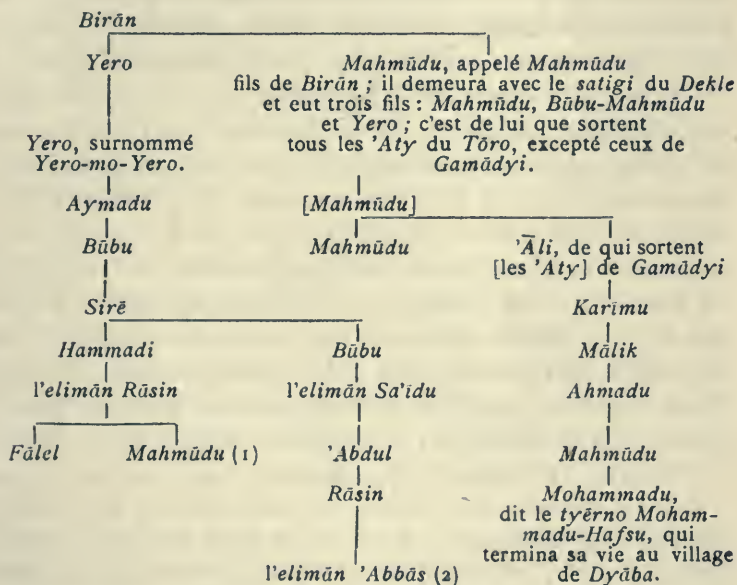 Birān
Yero
Mahmūdu, appelé Mahmūdu
fils de Birān ; il demeura avec le satigi du Dekle
et eut trois fils : Mahmūdu, Būbu-Mahmūdu
et Yero ; c'est de lui que sortent
tous les 'Aty du Tōro, excepté ceux de
Gamādyi.
Yero, surnommé
Yero-mo-Yero.
Aymadu
[Mahmūdu]
Būbu
Mahmūdu
'Āli, de qui sortent
[les 'Aty] de Gamādyi
Sirē
Karīmu
Hammadi
Būbu
Mālik
l'elimān Rāsin
l'elimān Sa'īdu
Ahmadu
Fālel
Mahmūdu (1)
'Abdul
Mahmūdu
Rāsin
Mohammadu,
dit le tyērno Moham-
madu-Hafsu, qui
termina sa vie au village
de Dyāba.
l'elimān 'Abbās (2)